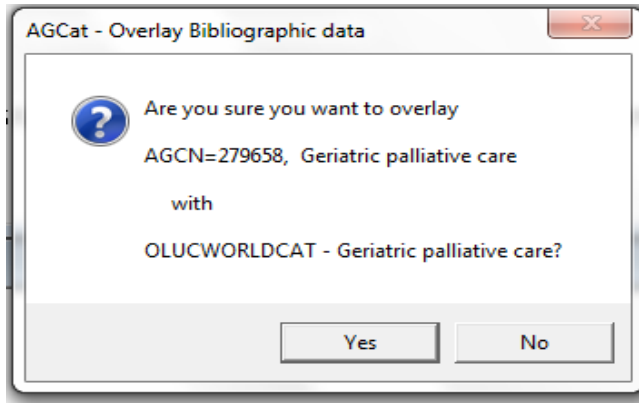 AGCat - Overlay Bibliographic data
Are you sure you want to overlay
AGCN=279658, Geriatric palliative care
with
OLUCWORLDCAT - Geriatric palliative care?
Yes No